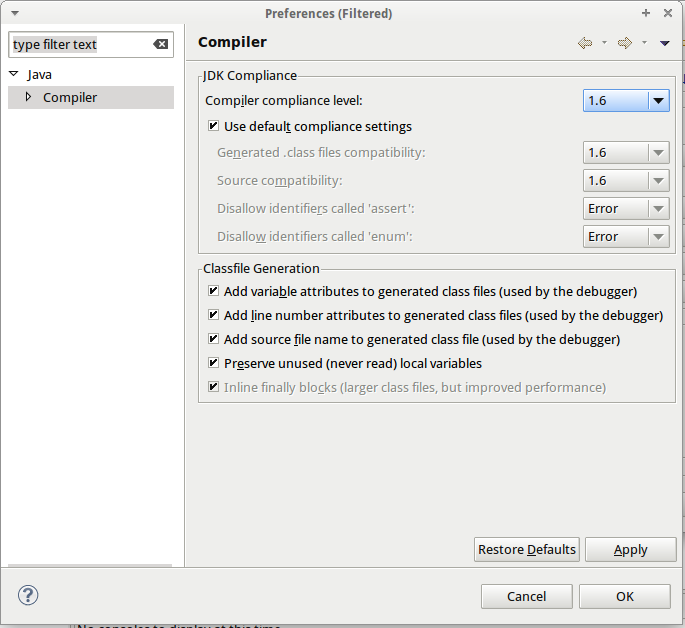 Preferences (Filtered)
type filter text
Java
Compiler
Compiler
JDK Compliance
Compiler compliance level:
1.6
Use default compliance settings
Generated .class files compatibility:
1.6
Source compatibility:
1.6
Disallow identifiers called 'assert':
Error
Disallow identifiers called 'enum':
Error
Classfile Generation
Add variable attributes to generated class files (used by the debugger)
Add line number attributes to generated class files (used by the debugger)
Add source file name to generated class file (used by the debugger)
Preserve unused (never read) local variables
Inline finally blocks (larger class files, but improved performance)
Restore Defaults
Apply
?
Cancel
OK
No consoles to display at this time.